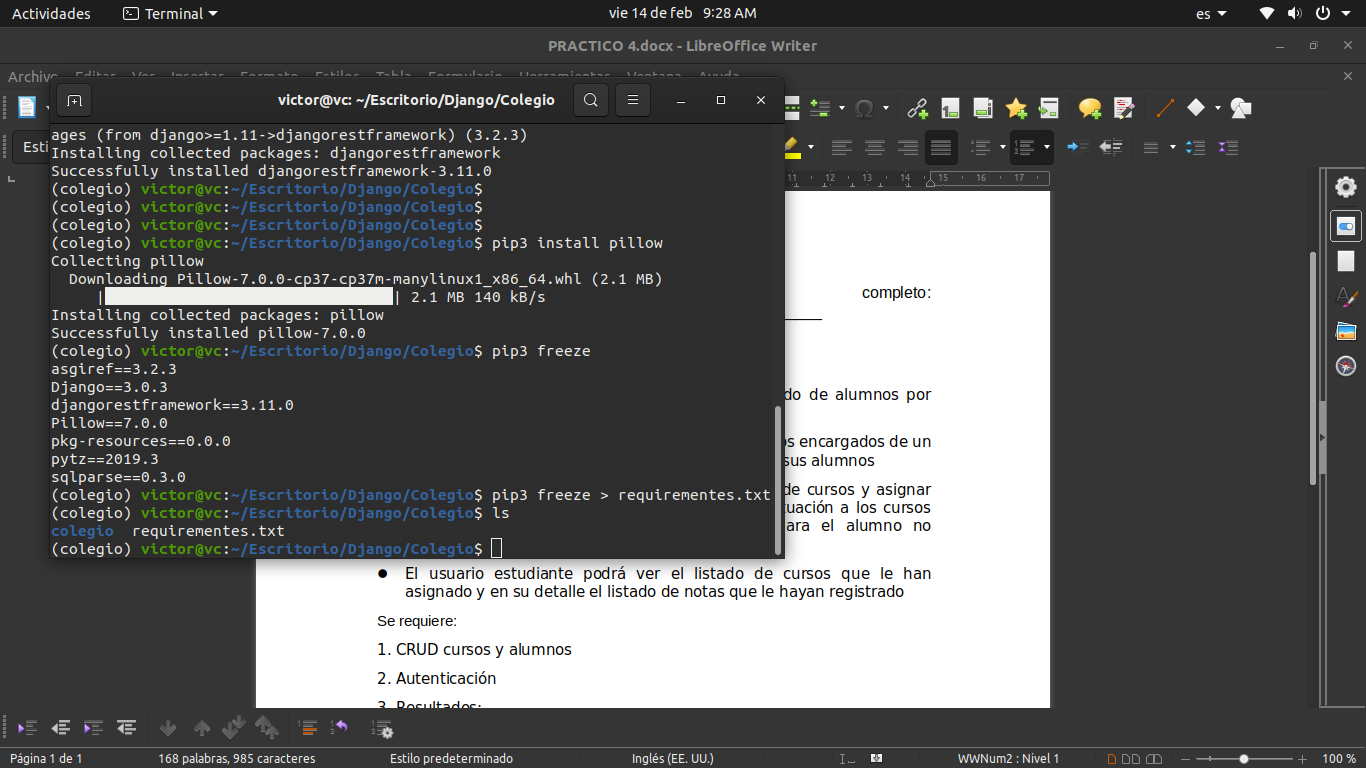 Actividades
Terminal
vie 14 de feb 9:28 AM
es
PRACTICO 4.docx - LibreOffice Writer
Archivo Editar Ver Insertar Formato Estilos Tabla Formulario Herramientas Ventana Ayuda
victor@vc: ~/Escritorio/Django/Colegio
Esti
ages (from django>=1.11->djangorestframework) (3.2.3)
Installing collected packages: djangorestframework
Successfully installed djangorestframework-3.11.0
(colegio) victor@vc:~/Escritorio/Django/Colegio$
(colegio) victor@vc:~/Escritorio/Django/Colegio$
(colegio) victor@vc:~/Escritorio/Django/Colegio$
(colegio) victor@vc:~/Escritorio/Django/Colegio$ pip3 install pillow
Collecting pillow
Downloading Pillow-7.0.0-cp37-cp37m-manylinux1_x86_64.whl (2.1 MB)
| | 2.1 MB 140 kB/s
Installing collected packages: pillow
Successfully installed pillow-7.0.0
(colegio) victor@vc:~/Escritorio/Django/Colegio$ pip3 freeze
asgiref==3.2.3
Django==3.0.3
djangorestframework==3.11.0
Pillow==7.0.0
pkg-resources==0.0.0
pytz==2019.3
sqlparse==0.3.0
(colegio) victor@vc:~/Escritorio/Django/Colegio$ pip3 freeze > requirementes.txt
(colegio) victor@vc:~/Escritorio/Django/Colegio$ ls
colegio requirementes.txt
(colegio) victor@vc:~/Escritorio/Django/Colegio$
11 12 13 14 15 16 17
completo:
do de alumnos por
os encargados de un
sus alumnos
de cursos y asignar
tuación a los cursos
ara el alumno no
● El usuario estudiante podrá ver el listado de cursos que le han
asignado y en su detalle el listado de notas que le hayan registrado
Se requiere:
1. CRUD cursos y alumnos
2. Autenticación
3. Resultados:
Página 1 de 1
168 palabras, 985 caracteres
Estilo predeterminado
Inglés (EE. UU.)
WWNum2 : Nivel 1
100 %